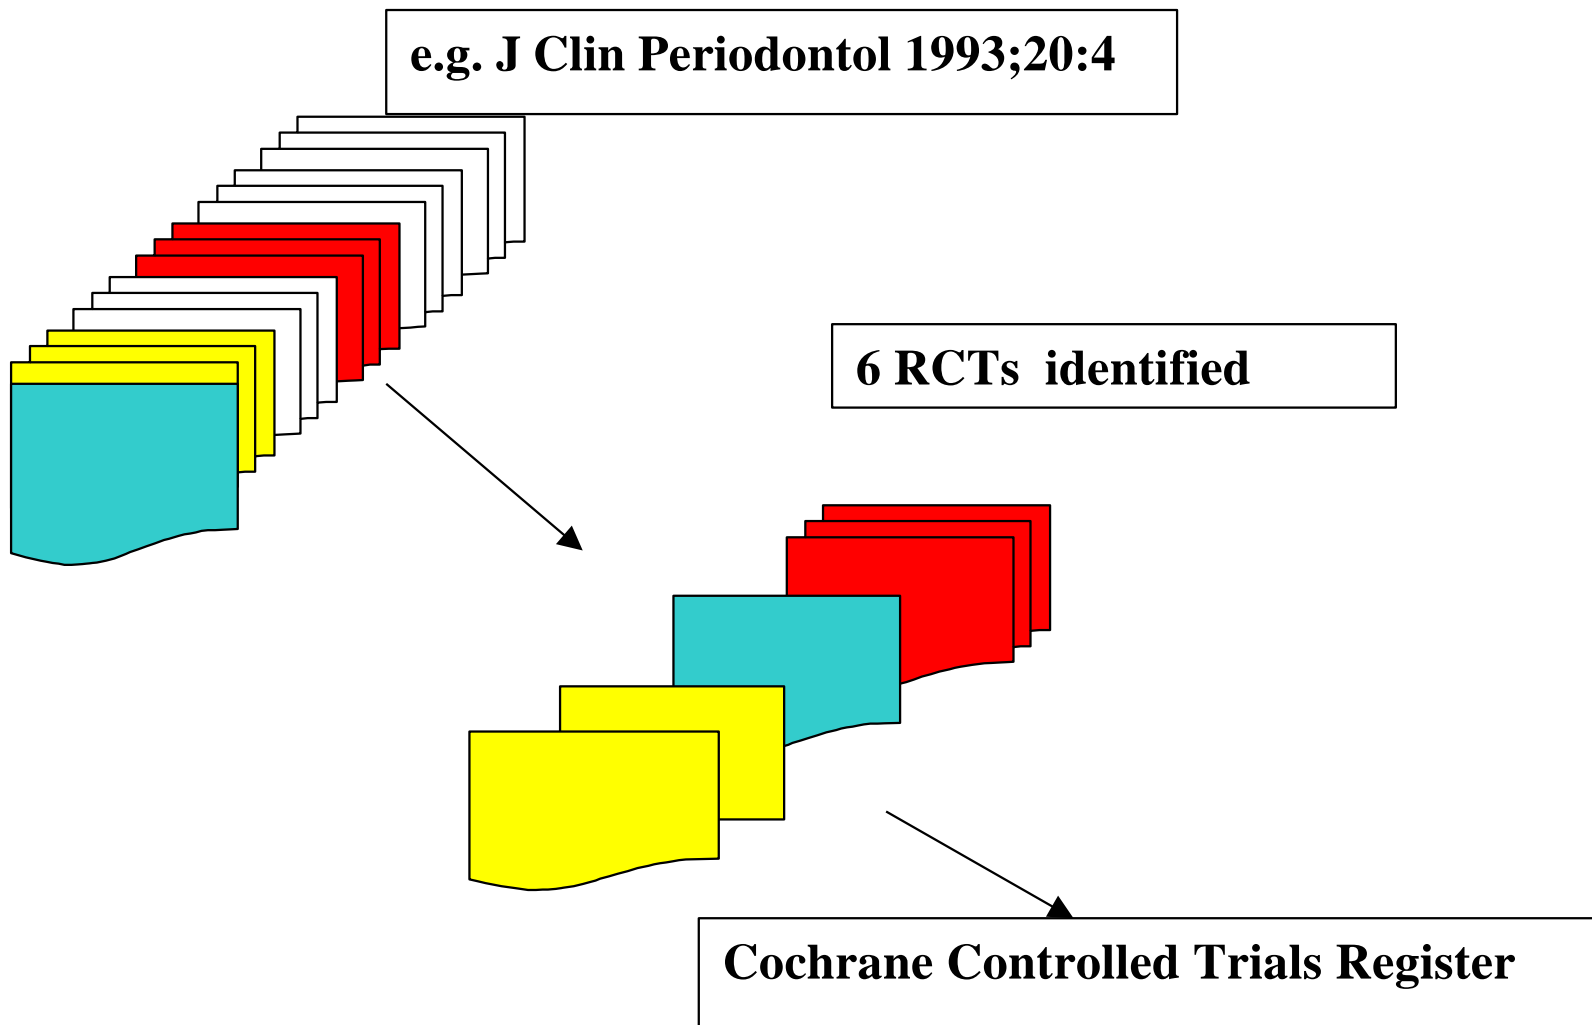 e.g. J Clin Periodontol 1993;20:4
6 RCTs  identified
Cochrane Controlled Trials Register